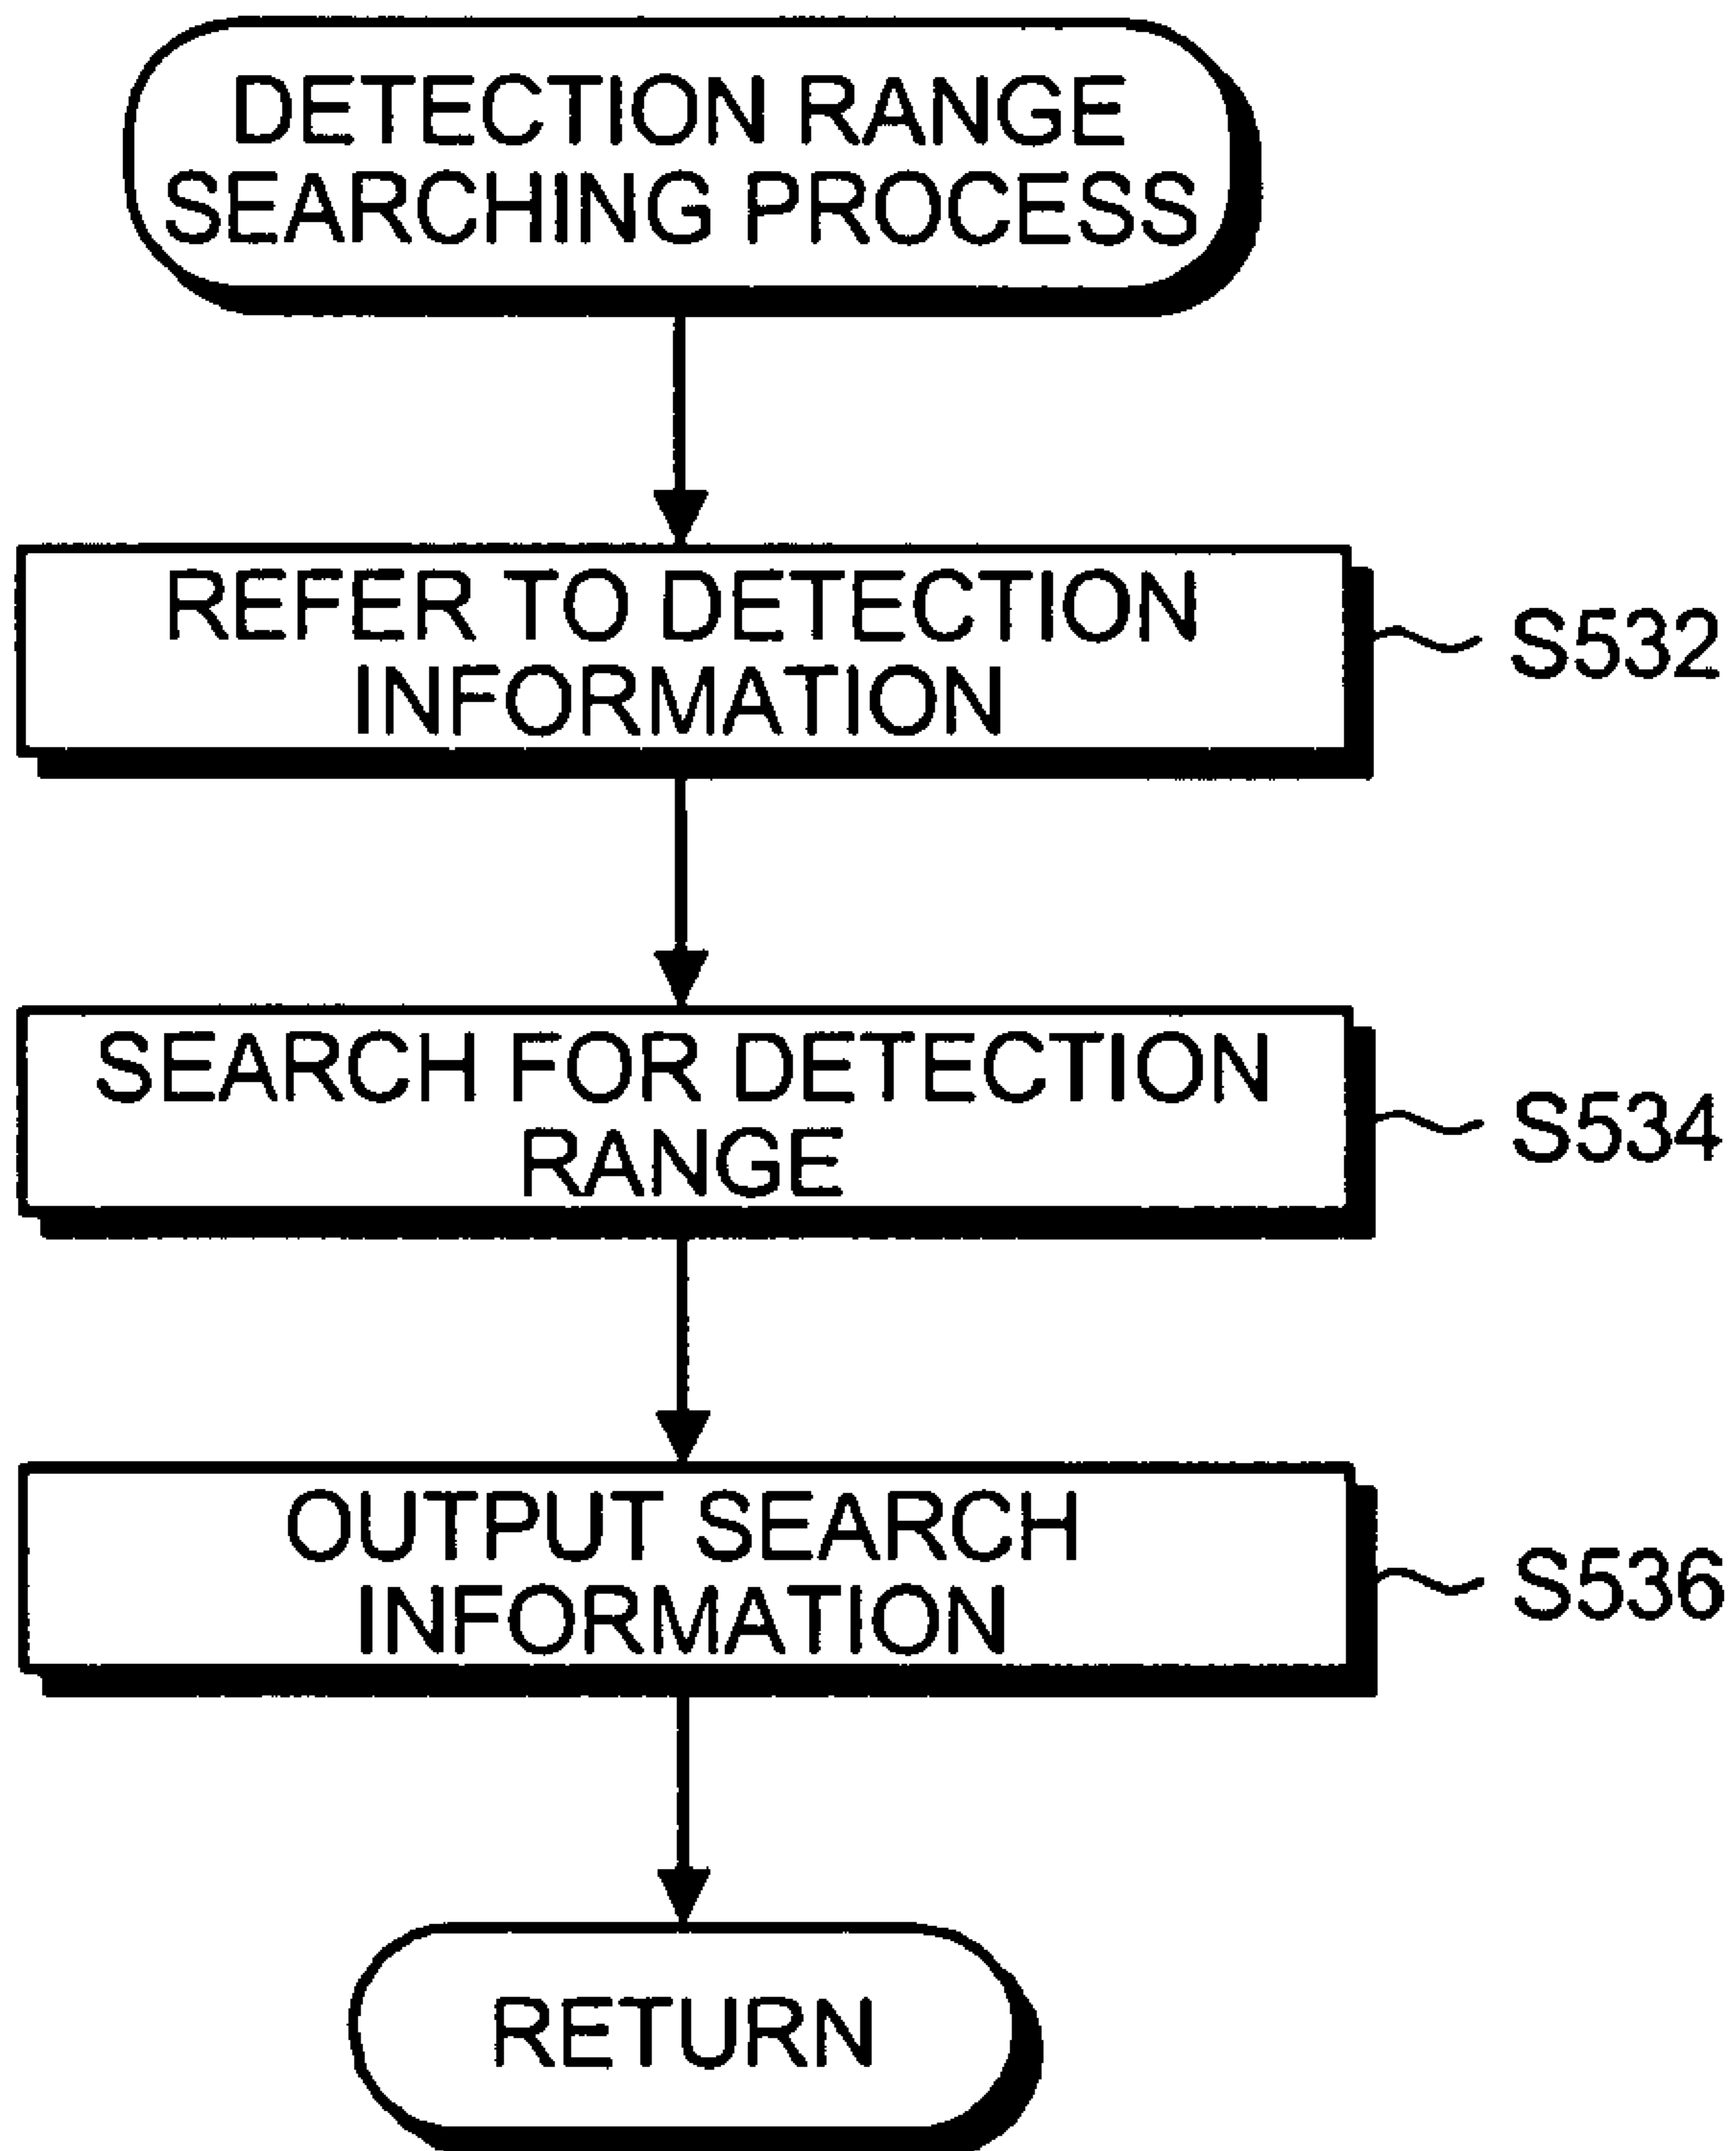 DETECTION RANGE
SEARCHING PROCESS
REFER TO DETECTION
INFORMATION
S532
SEARCH FOR DETECTION
RANGE
S534
OUTPUT SEARCH
INFORMATION
S536
RETURN